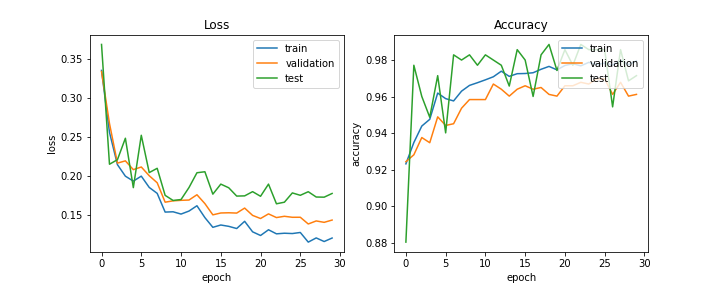 Loss
loss
0.35
0.30
0.25
0.20
0.15
0 5 10 15 20 25 30
epoch
train
validation
test
Accuracy
accuracy
0.98
0.96
0.94
0.92
0.90
0.88
0 5 10 15 20 25 30
epoch
train
validation
test